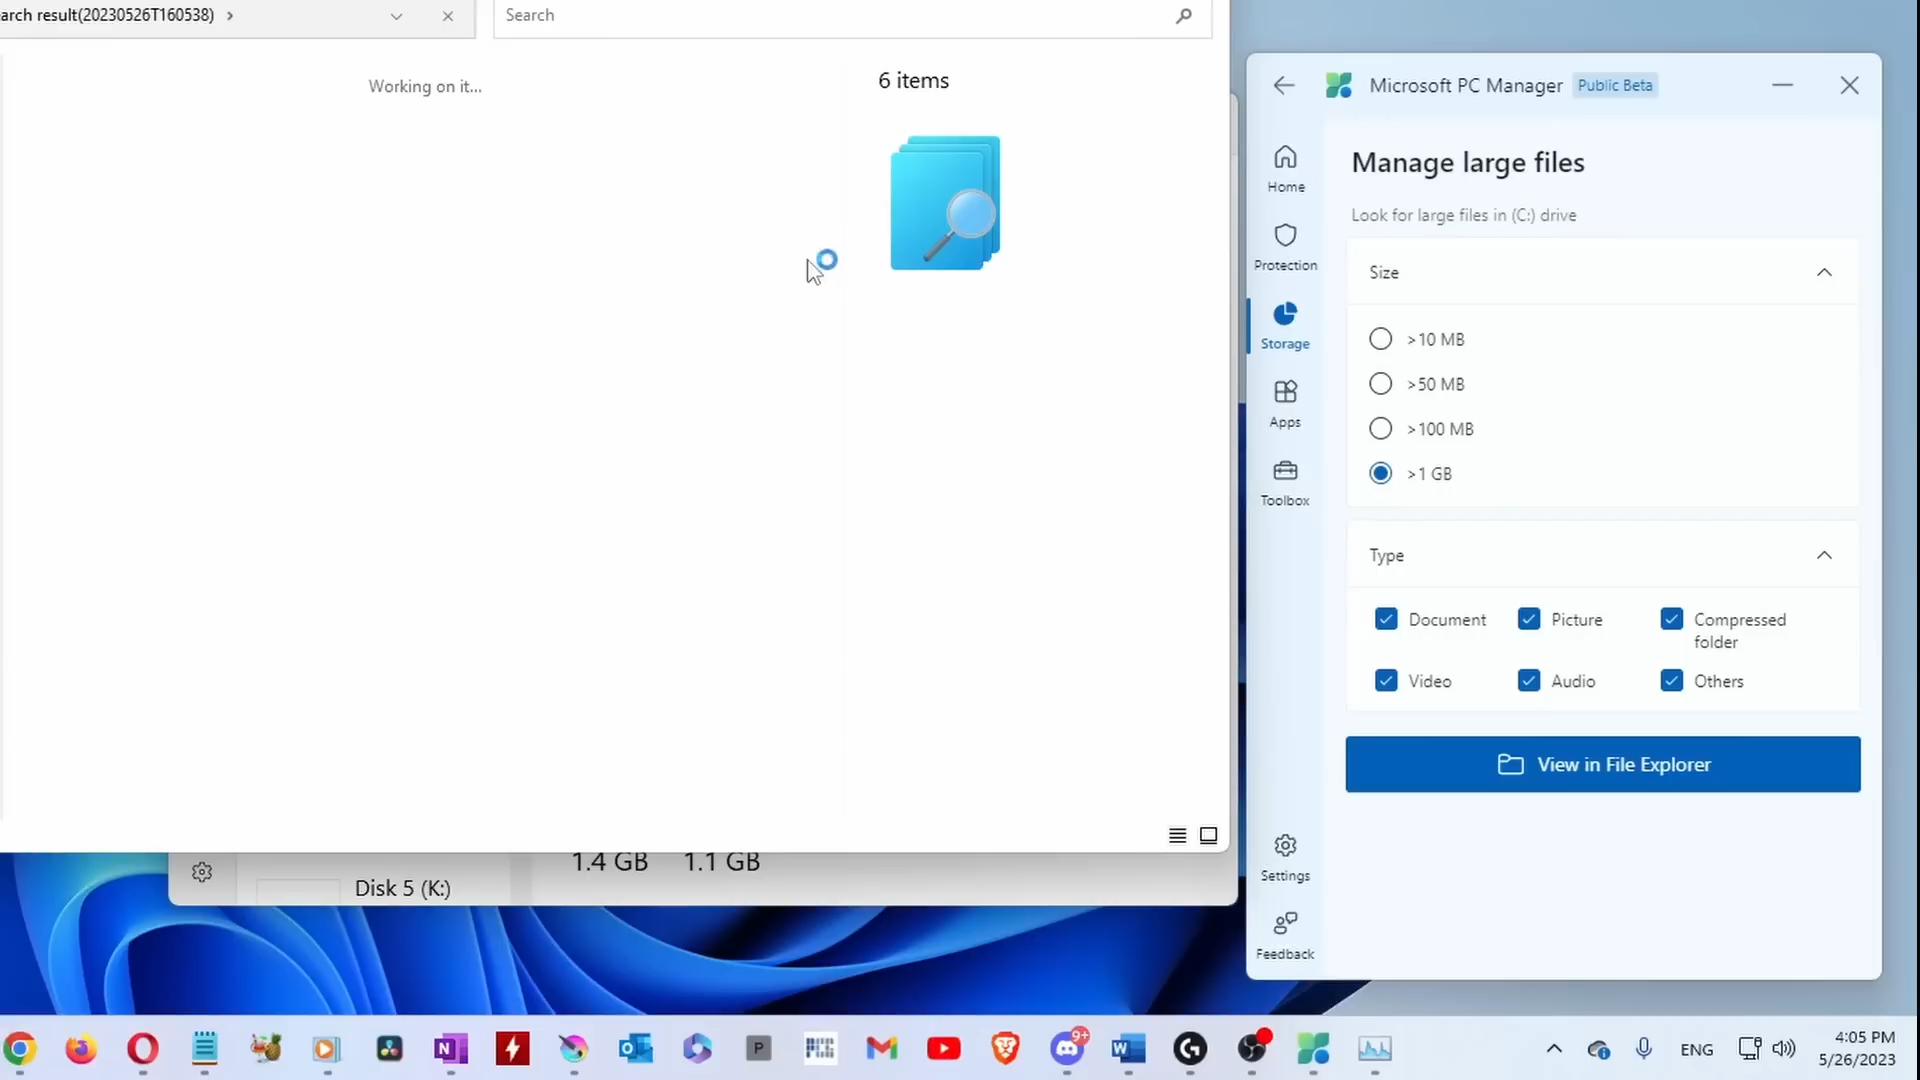 arch result(20230526T160538)
Search
Working on it...
6 items
1.4 GB 1.1 GB
Disk 5 (K:)
Microsoft PC Manager Public Beta
Home
Protection
Storage
Apps
Toolbox
Settings
Feedback
Manage large files
Look for large files in (C:) drive
Size
>10 MB
>50 MB
>100 MB
>1 GB
Type
Document Picture Compressed
folder
Video Audio Others
View in File Explorer
9+
P
ENG
4:05 PM
5/26/2023